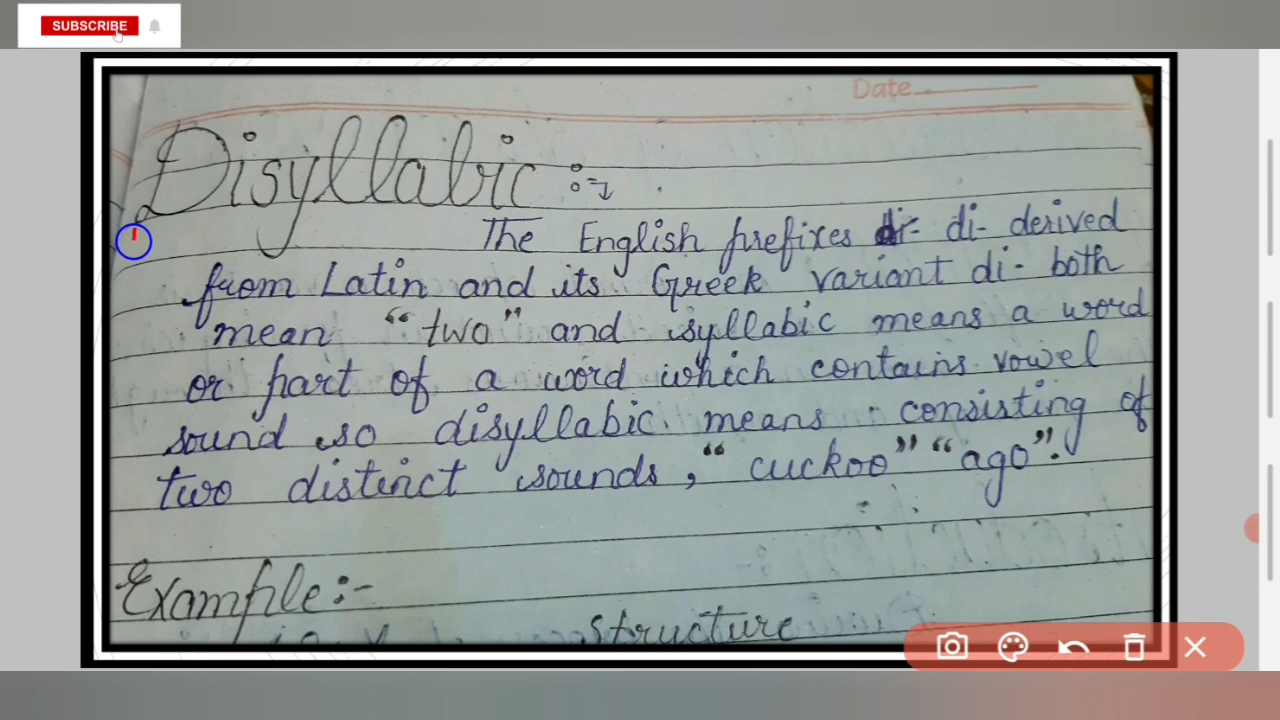 SUBSCRIBE
Date
Disyllabic :-
The English prefixes di- di- derived
from Latin and its Greek variant di- both
mean "two" and syllabic means a word
or part of a word which contains vowel
sound so disyllabic means consisting of
two distinct sounds, "cuckoo" "ago".
Example:-
structure